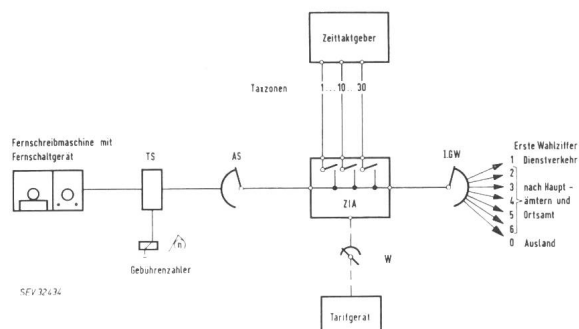 Zeittaktgeber
Taxzonen
1 ... 10 ... 30
Fernschreibmaschine mit
Fernschaltgerät
TS
AS
I.GW
Erste Wahlziffer
1 Dienstverkehr
2
3 nach Haupt-
4 ämtern und
5 Ortsamt
6
0 Ausland
ZIA
(n)
Gebührenzähler
W
SEV 32434
Tarifgerät